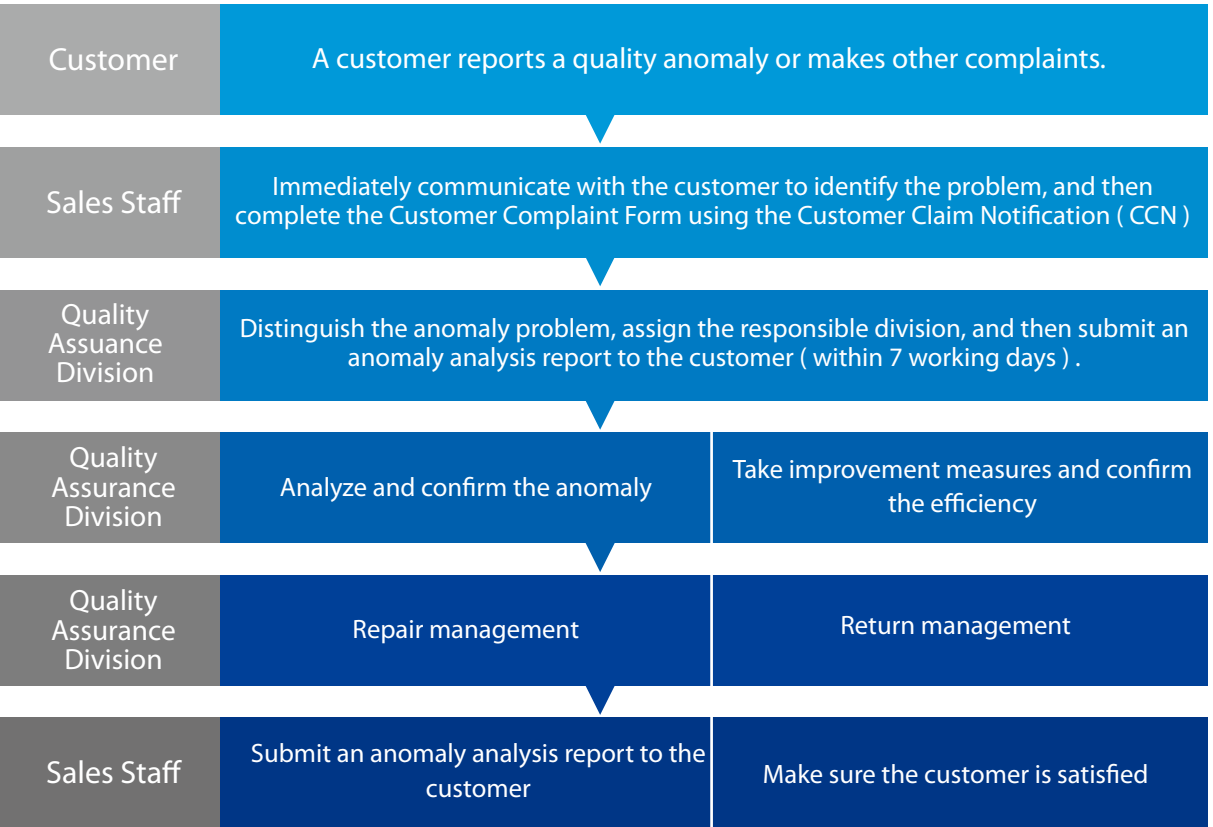 Customer
A customer reports a quality anomaly or makes other complaints.
Sales Staff
Immediately communicate with the customer to identify the problem, and then
complete the Customer Complaint Form using the Customer Claim Notification ( CCN )
Quality
Assuance
Division
Distinguish the anomaly problem, assign the responsible division, and then submit an
anomaly analysis report to the customer ( within 7 working days ) .
Quality
Assurance
Division
Analyze and confirm the anomaly
Take improvement measures and confirm
the efficiency
Quality
Assurance
Division
Repair management
Return management
Sales Staff
Submit an anomaly analysis report to the
customer
Make sure the customer is satisfied